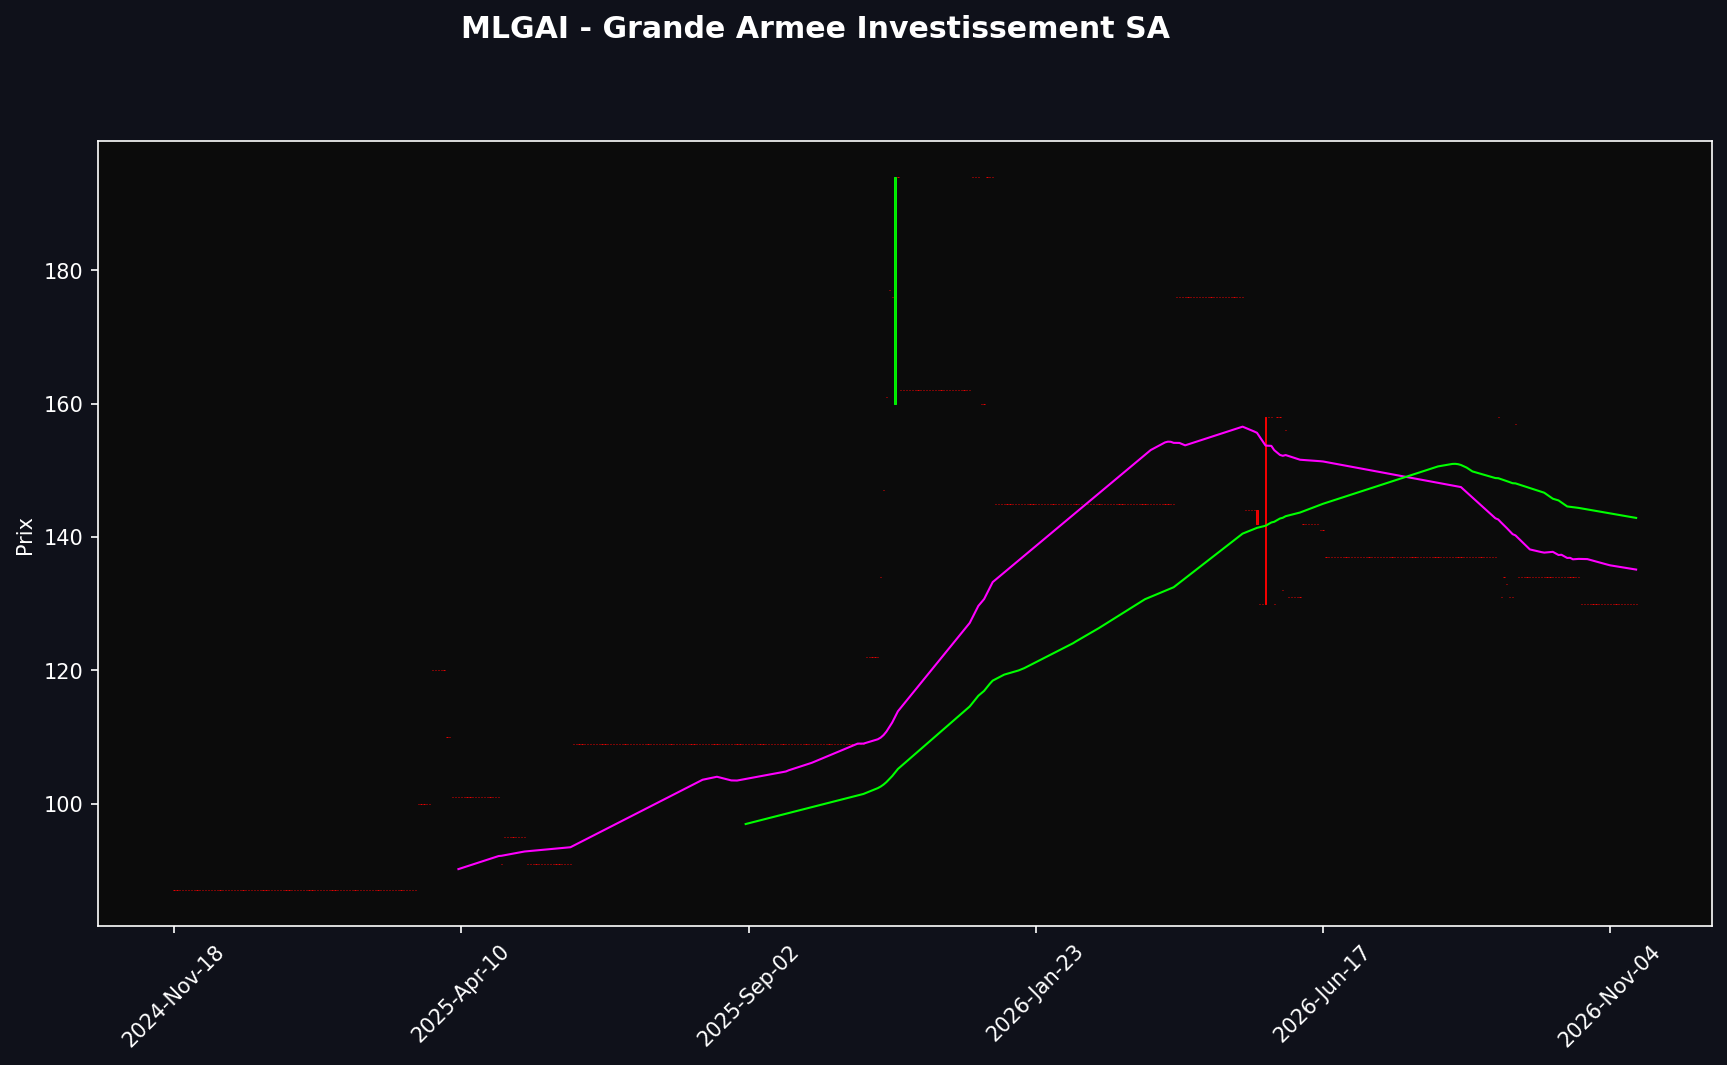 MLGAI - Grande Armee Investissement SA
Prix
180
160
140
120
100
2024-Nov-18
2025-Apr-10
2025-Sep-02
2026-Jan-23
2026-Jun-17
2026-Nov-04